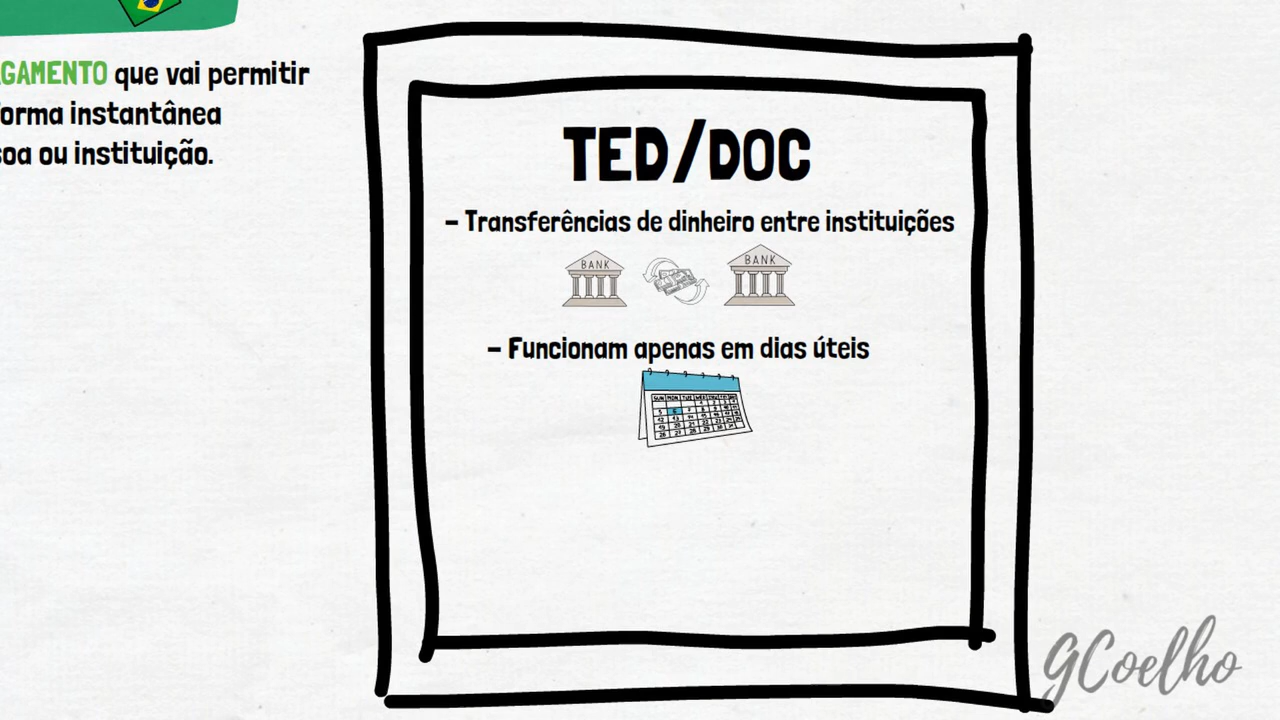 GAMENTO que vai permitir
orma instantânea
soa ou instituição.
TED/DOC
- Transferências de dinheiro entre instituições
BANK
BANK
- Funcionam apenas em dias úteis
GCoelho